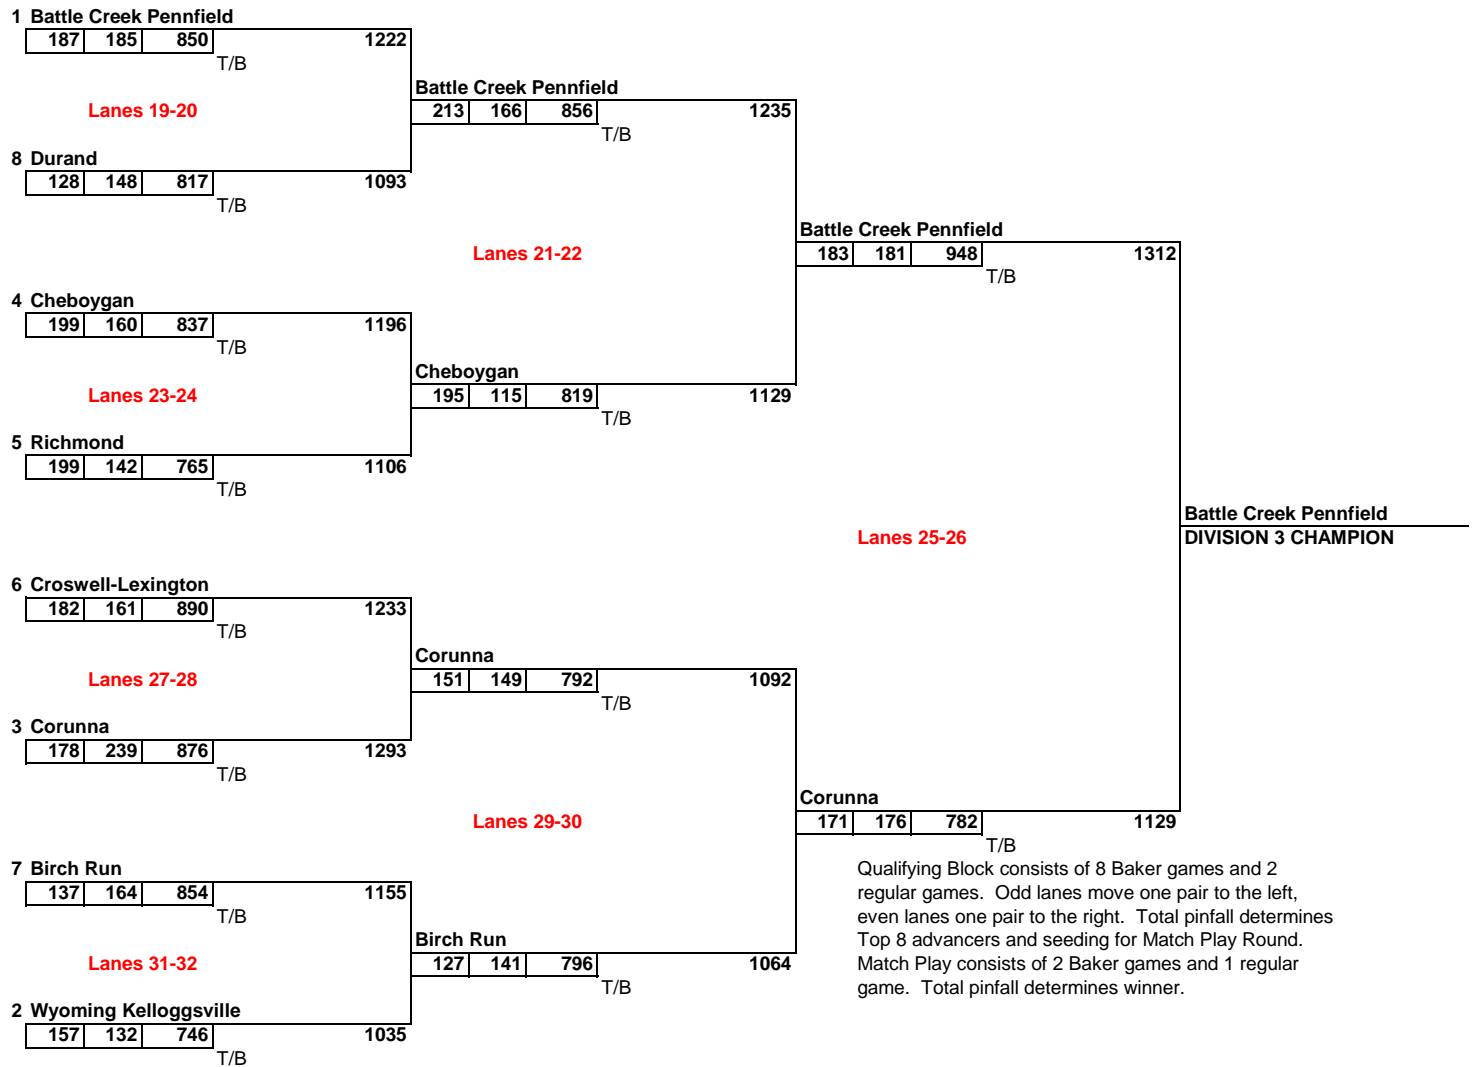 1 Battle Creek Pennfield
187 185 850 1222
T/B
Battle Creek Pennfield
Lanes 19-20 213 166 856 1235
T/B
8 Durand
128 148 817 1093
T/B
Battle Creek Pennfield
Lanes 21-22 183 181 948 1312
T/B
4 Cheboygan
199 160 837 1196
T/B
Cheboygan
Lanes 23-24 195 115 819 1129
T/B
5 Richmond
199 142 765 1106
T/B
Battle Creek Pennfield
Lanes 25-26 DIVISION 3 CHAMPION
6 Croswell-Lexington
182 161 890 1233
T/B
Corunna
Lanes 27-28 151 149 792 1092
T/B
3 Corunna
178 239 876 1293
T/B
Corunna
Lanes 29-30 171 176 782 1129
T/B
7 Birch Run
137 164 854 1155
T/B
Birch Run
Lanes 31-32 127 141 796 1064
T/B
2 Wyoming Kelloggsville
157 132 746 1035
T/B
Qualifying Block consists of 8 Baker games and 2
regular games. Odd lanes move one pair to the left,
even lanes one pair to the right. Total pinfall determines
Top 8 advancers and seeding for Match Play Round.
Match Play consists of 2 Baker games and 1 regular
game. Total pinfall determines winner.